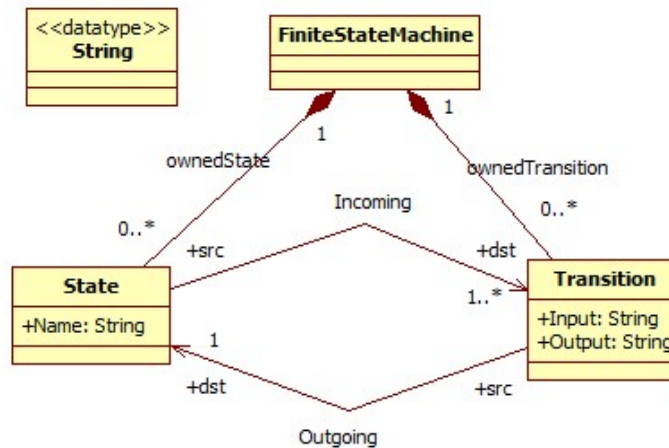 <<datatype>>
String
FiniteStateMachine
1
1
ownedState
ownedTransition
Incoming
0..*
0..*
+src
+dst
State
Transition
1..*
+Name: String
+Input: String
+Output: String
1
+dst
+src
Outgoing